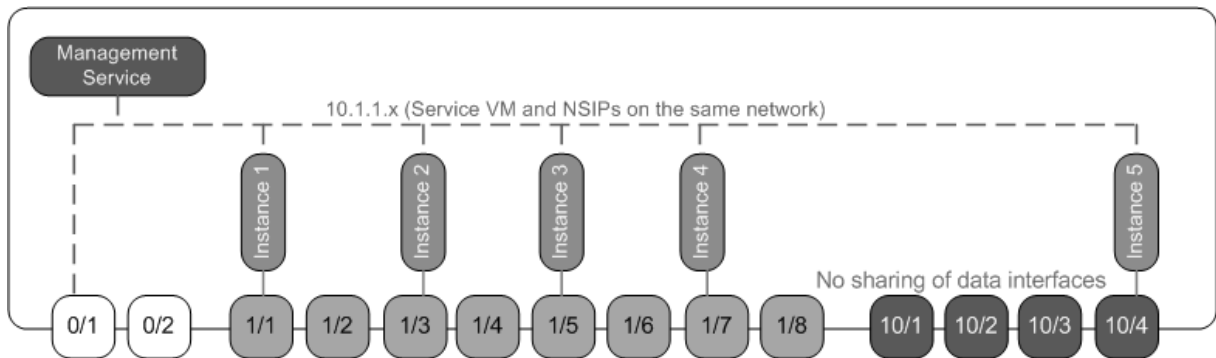 Management
Service
10.1.1.x (Service VM and NSIPs on the same network)
Instance 1
Instance 2
Instance 3
Instance 4
Instance 5
No sharing of data interfaces
0/1
0/2
1/1
1/2
1/3
1/4
1/5
1/6
1/7
1/8
10/1
10/2
10/3
10/4